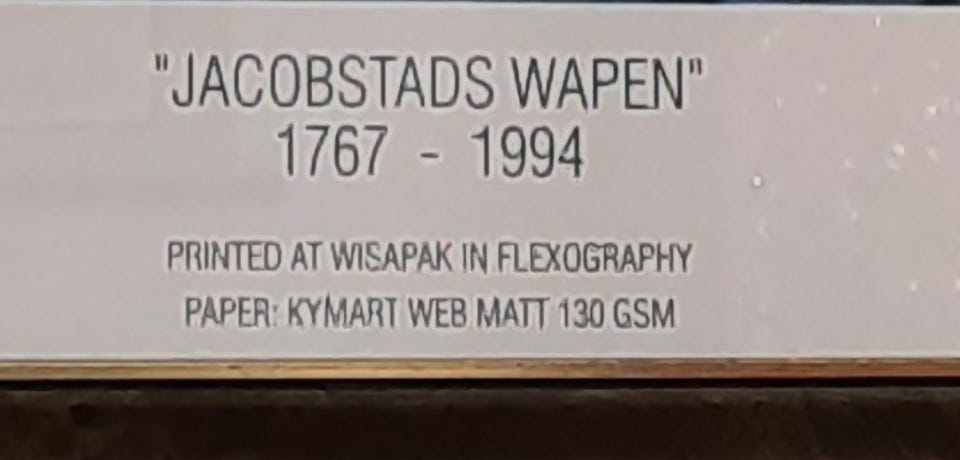 "JACOBSTADS WAPEN"
1767 - 1994
PRINTED AT WISAPAK IN FLEXOGRAPHY
PAPER: KYMART WEB MATT 130 GSM